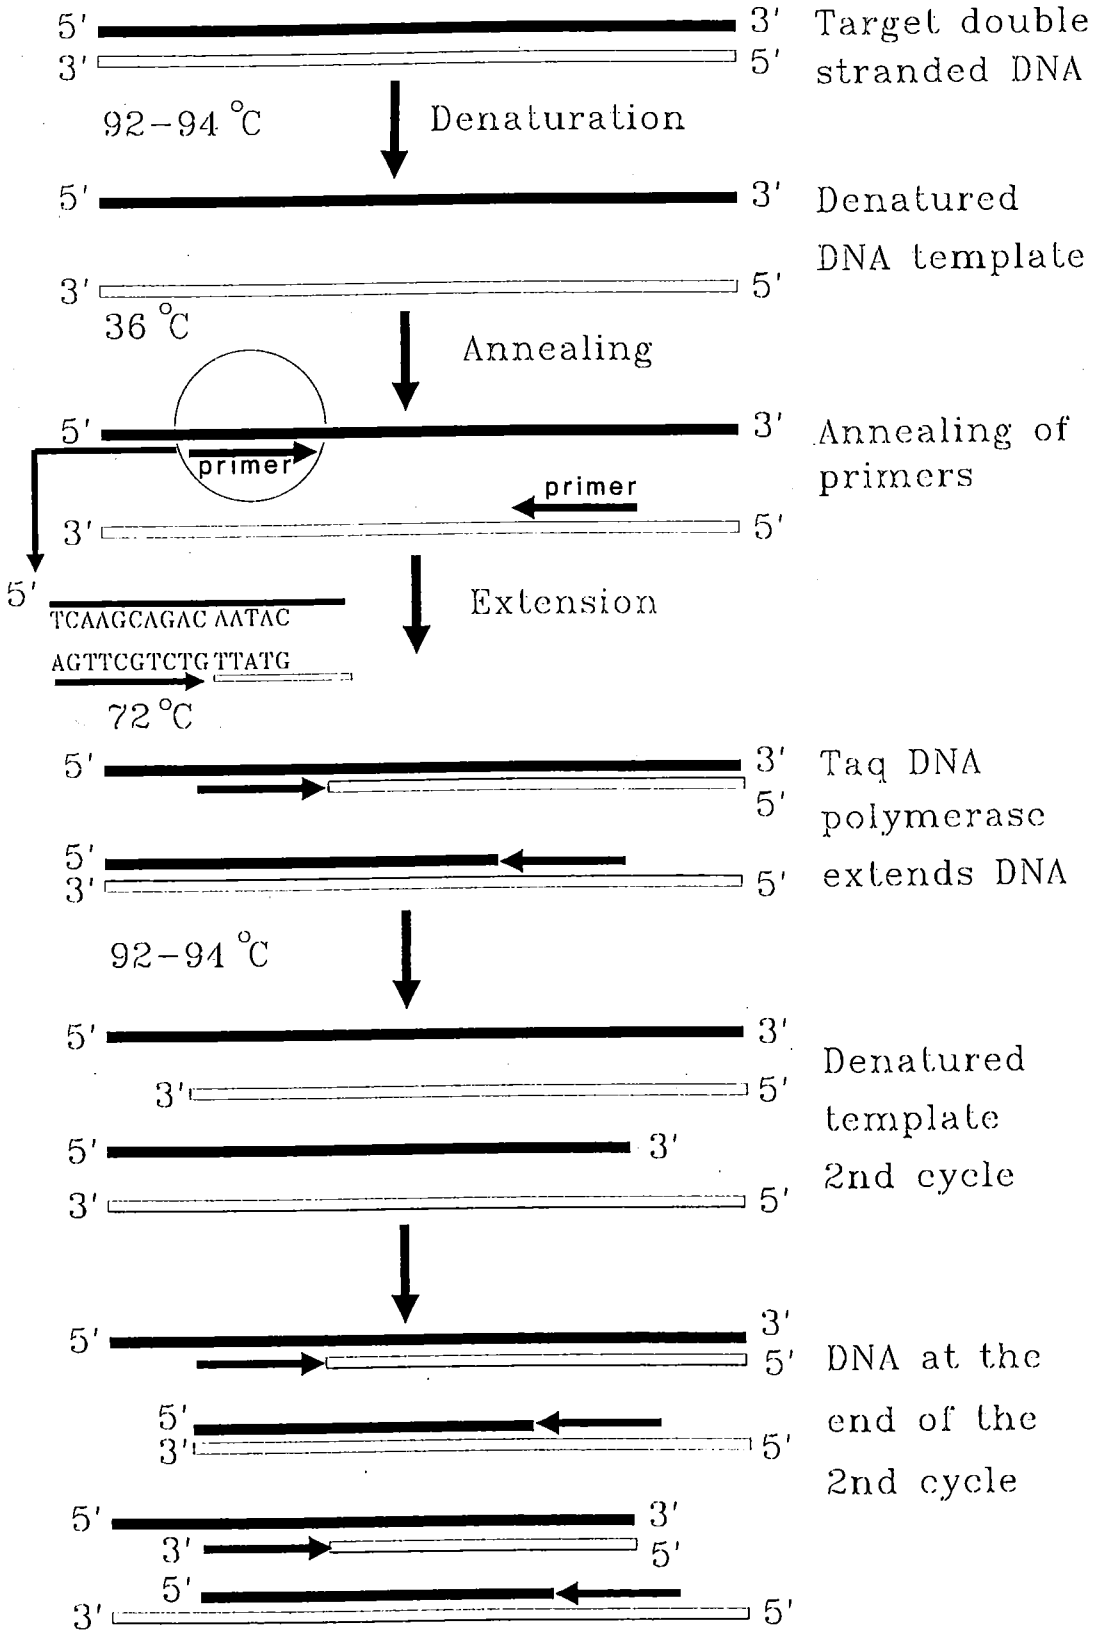 5' 3' Target double
3' 5' stranded DNA
92-94 °C Denaturation
5' 3' Denatured
DNA template
3' 5'
36 °C
Annealing
5' 3' Annealing of
primer primers
primer
3' 5'
5' Extension
TCAAGCAGAC AATAC
AGTTCGTCTG TTATG
72 °C
5' 3' Taq DNA
5' polymerase
5'
3' 5' extends DNA
92-94 °C
5' 3'
Denatured
3' 5'
template
5' 3'
2nd cycle
3' 5'
3'
5'
5' DNA at the
5' end of the
3' 5'
2nd cycle
5' 3'
3' 5'
5'
3' 5'